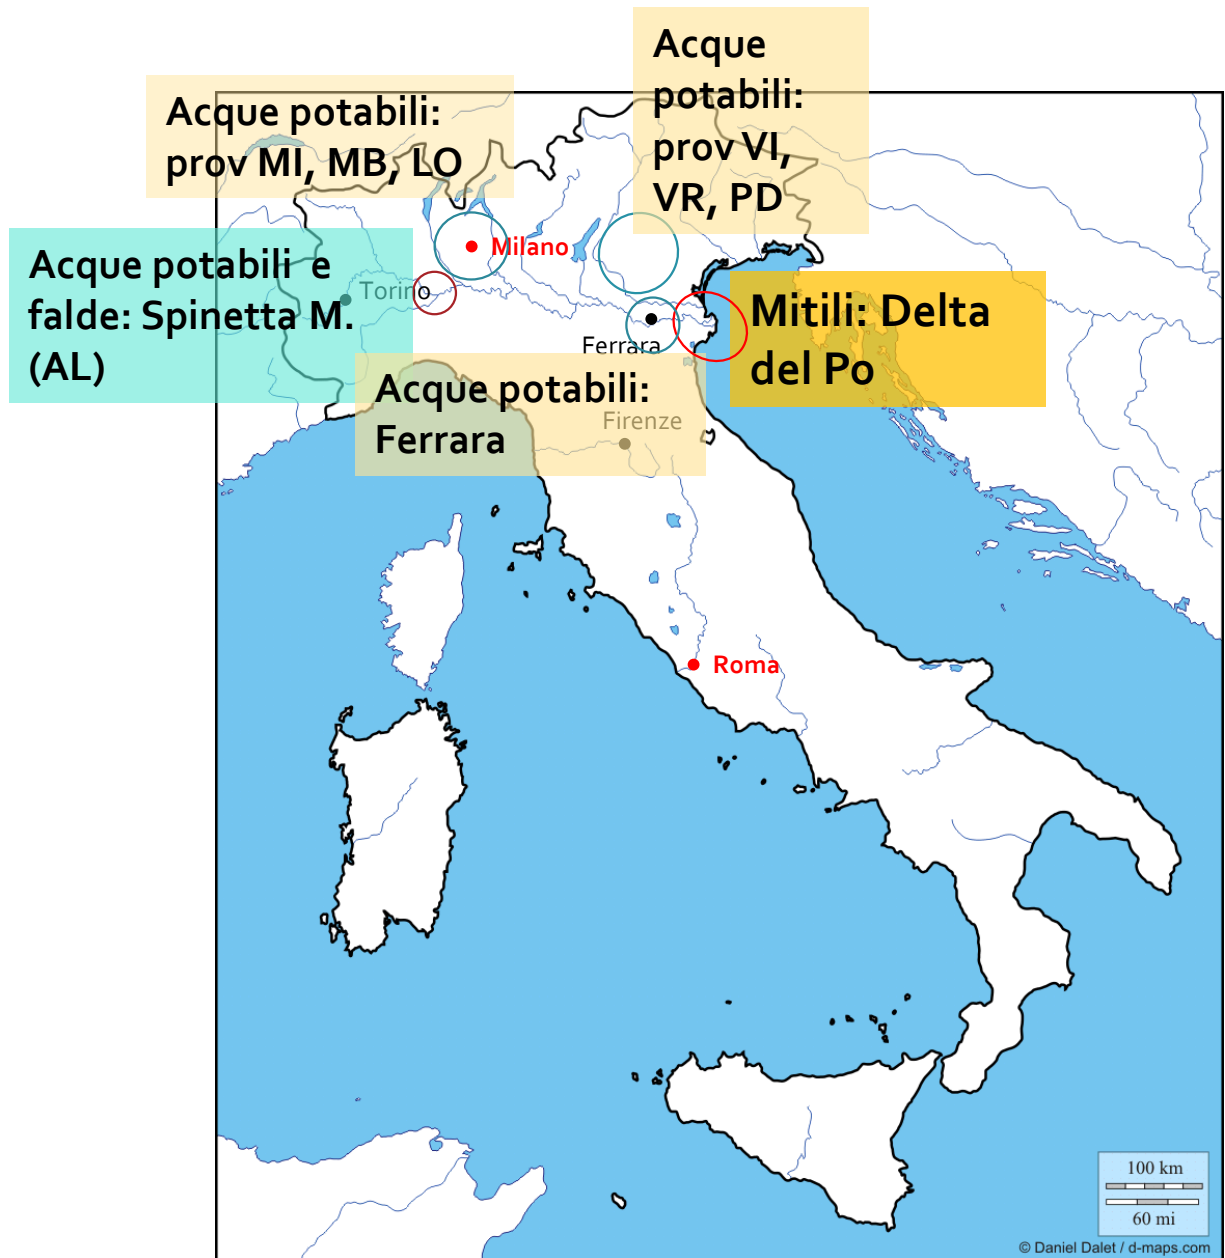 Acque
potabili:
prov VI,
VR, PD
Acque potabili:
prov MI, MB, LO
Milano
Acque potabili e
falde: Spinetta M.
(AL)
Torino
Mitili: Delta
del Po
Ferrara
Acque potabili:
Ferrara
Firenze
Roma
100 km
60 mi
© Daniel Dalet / d-maps.com